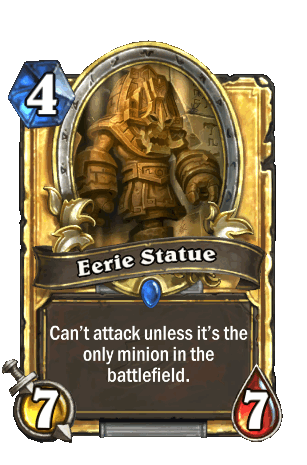 4
Eerie Statue
Can't attack unless it's the
only minion in the
battlefield.
7
7